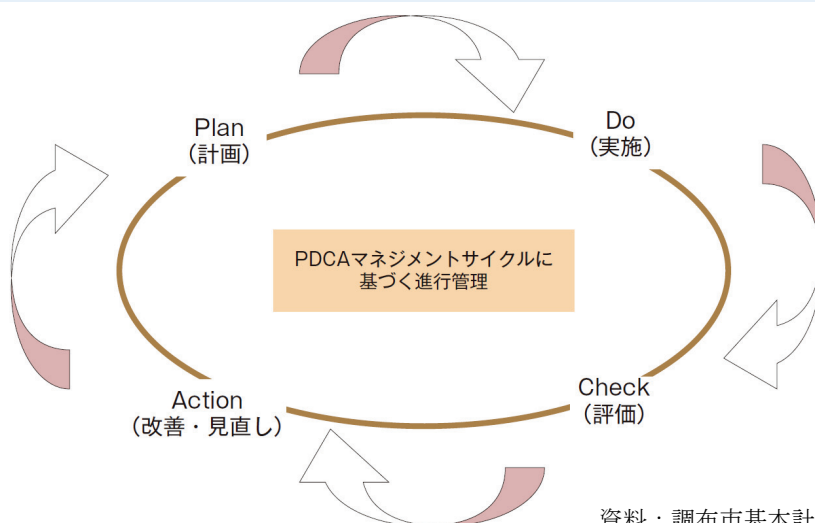 Plan
（計画）
Do
（実施）
PDCAマネジメントサイクルに
基づく進行管理
Action
（改善・見直し）
Check
（評価）
資料：調布市基本計